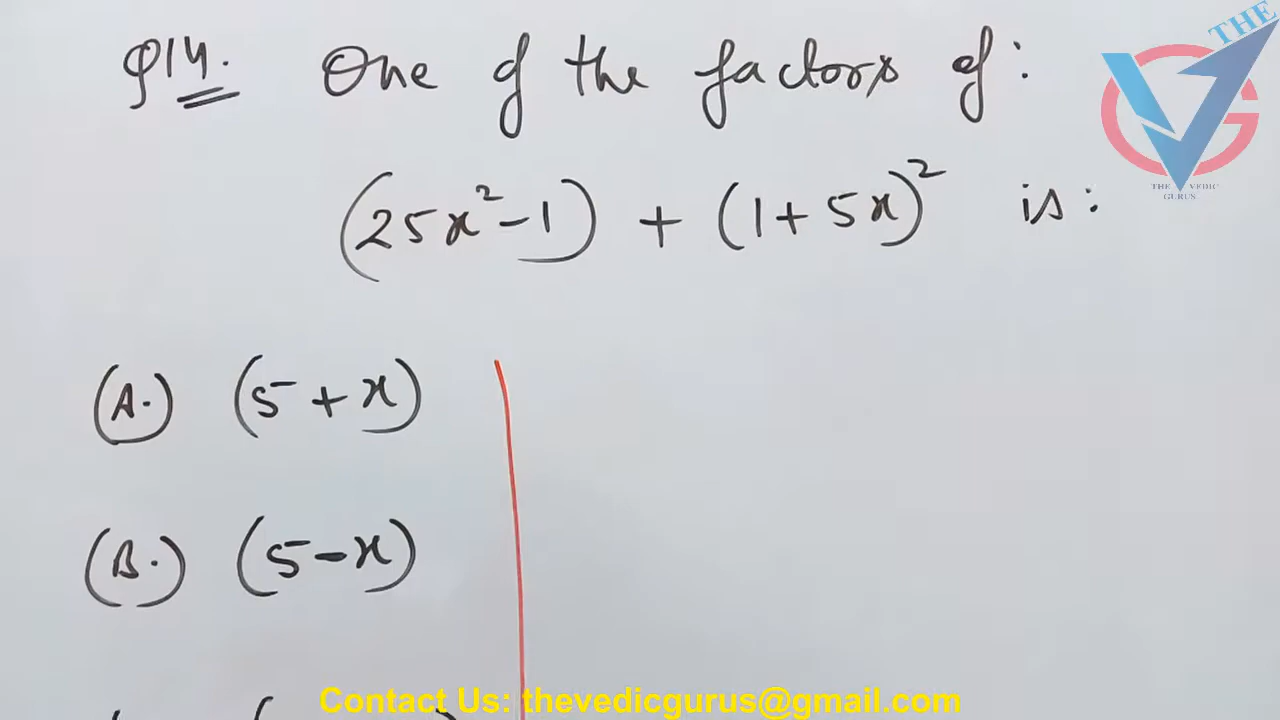 Q14. One of the factors of:
(25x²-1) + (1+5x)² is:
(A.) (5+x)
(B.) (5-x)
THE
THE VEDIC
GURUS
Contact Us: thevedicgurus@gmail.com